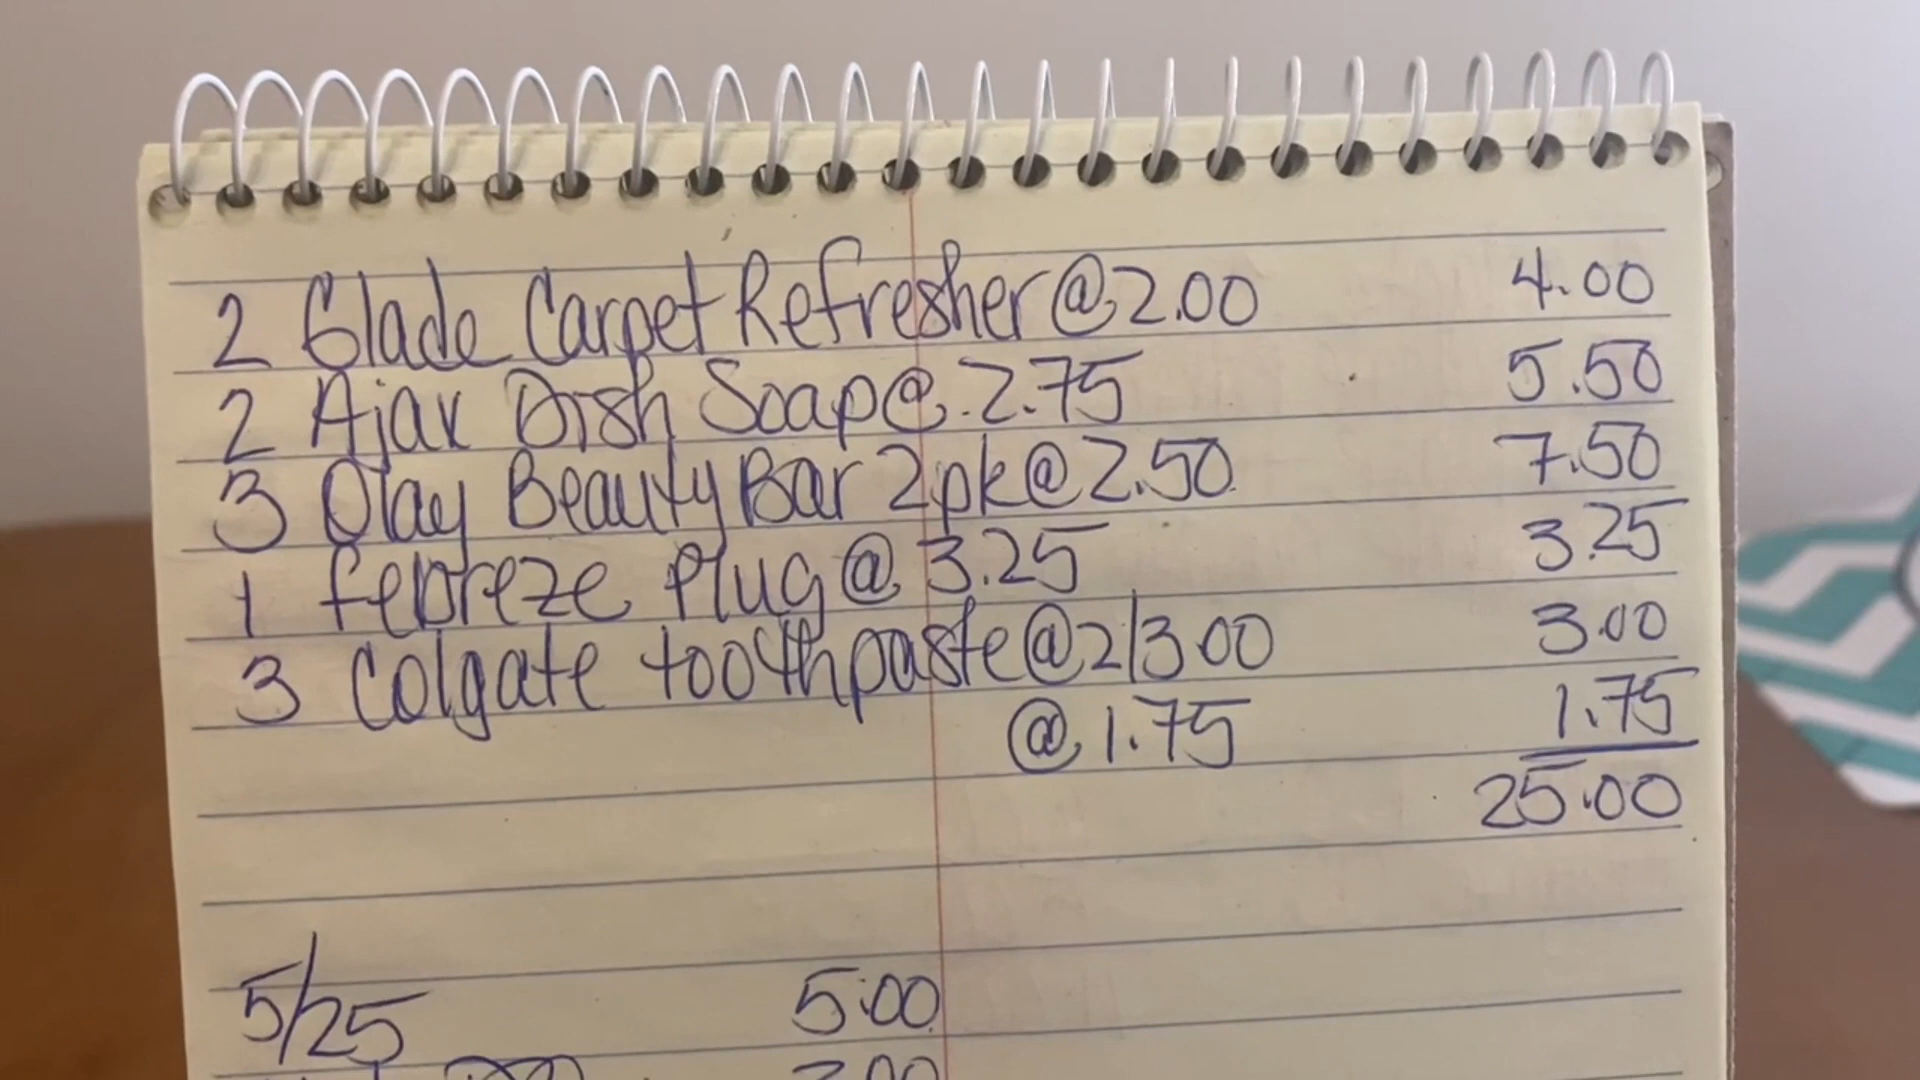 2 Glade Carpet Refresher @ 2.00 4.00
2 Ajax Dish Soap @ 2.75 5.50
3 Olay Beauty Bar 2pk @ 2.50 7.50
1 Febreze Plug @ 3.25 3.25
3 Colgate toothpaste @ 2/3.00 3.00
@ 1.75 1.75
25.00
5/25 5.00